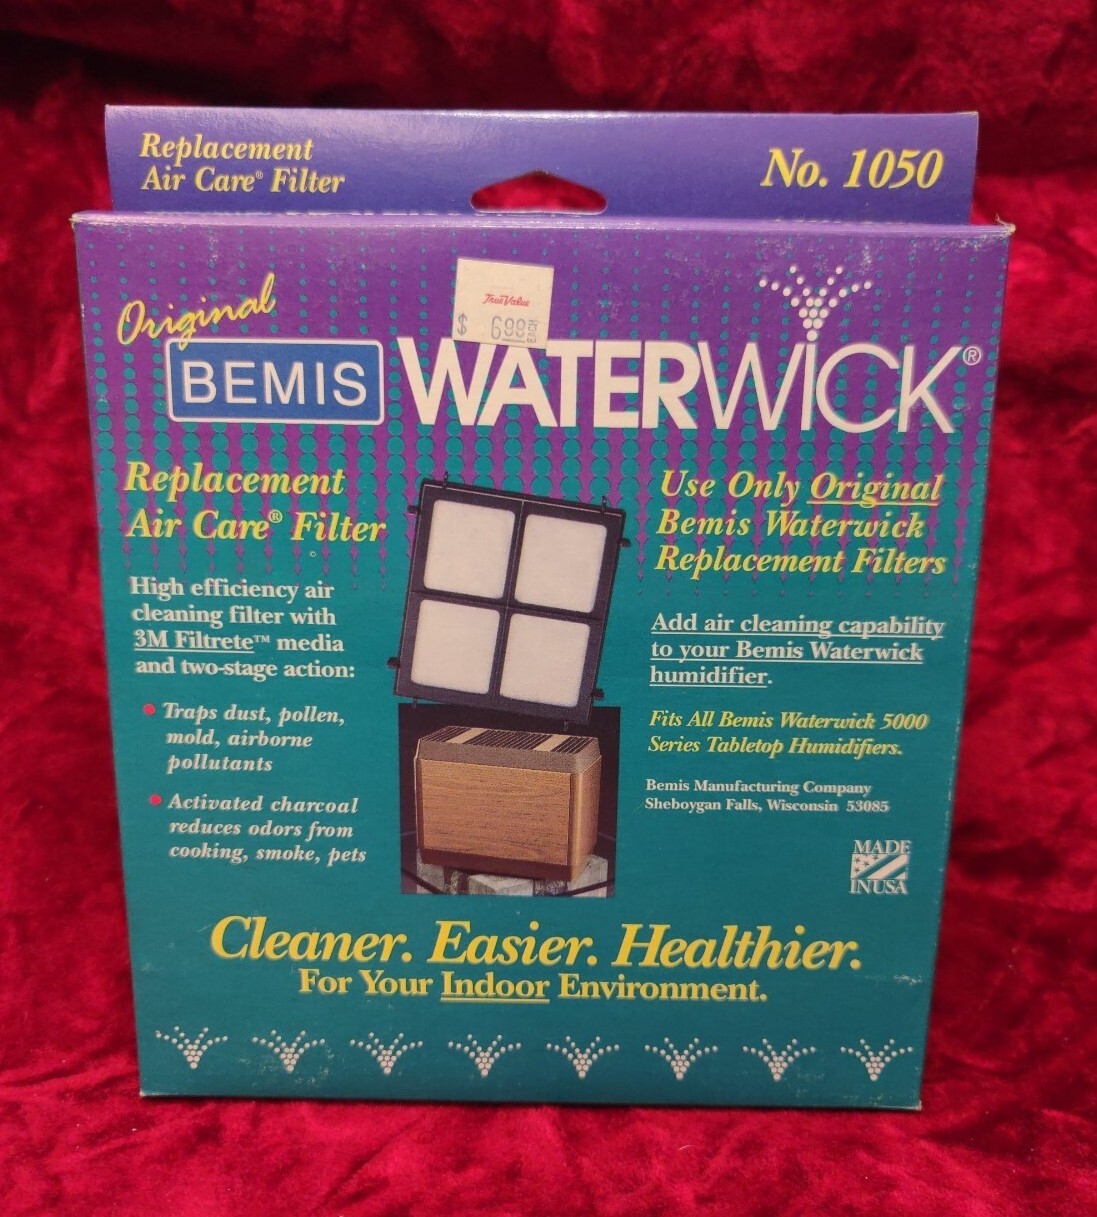 Replacement
Air Care® Filter
No. 1050
True Value
$ 688
Original
BEMIS WATERWICK®
Replacement
Air Care® Filter
High efficiency air
cleaning filter with
3M Filtrete™ media
and two-stage action:
Traps dust, pollen,
mold, airborne
pollutants
Activated charcoal
reduces odors from
cooking, smoke, pets
Use Only Original
Bemis Waterwick
Replacement Filters
Add air cleaning capability
to your Bemis Waterwick
humidifier.
Fits All Bemis Waterwick 5000
Series Tabletop Humidifiers.
Bemis Manufacturing Company
Sheboygan Falls, Wisconsin 53085
MADE
IN USA
Cleaner. Easier. Healthier.
For Your Indoor Environment.